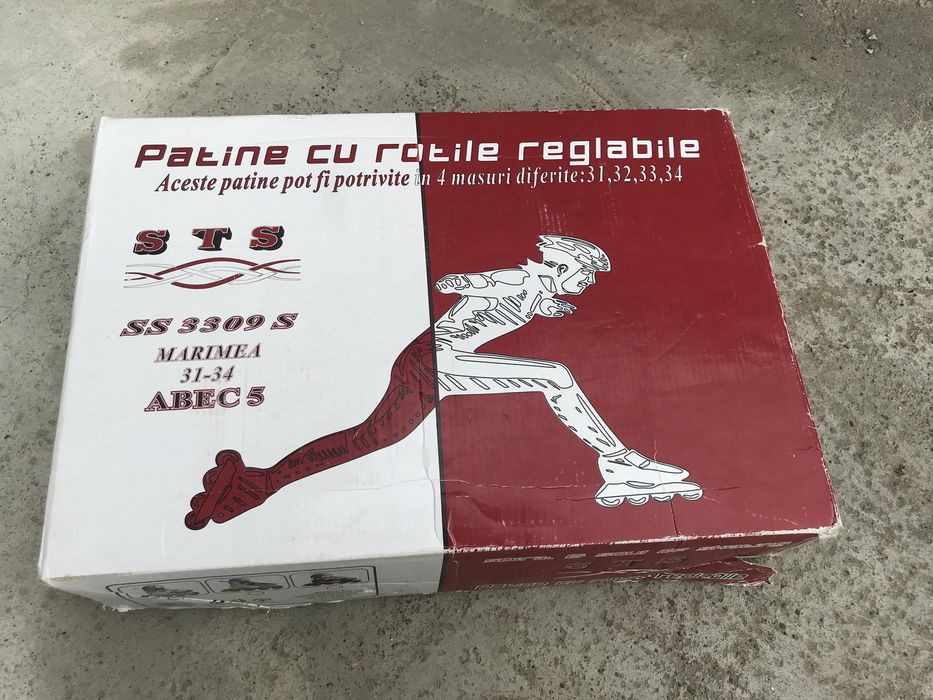 Patine cu rotile reglabile
Aceste patine pot fi potrivite in 4 masuri diferite:31,32,33,34
STS
SS 3309 S
MARIMEA
31-34
ABEC 5
STS